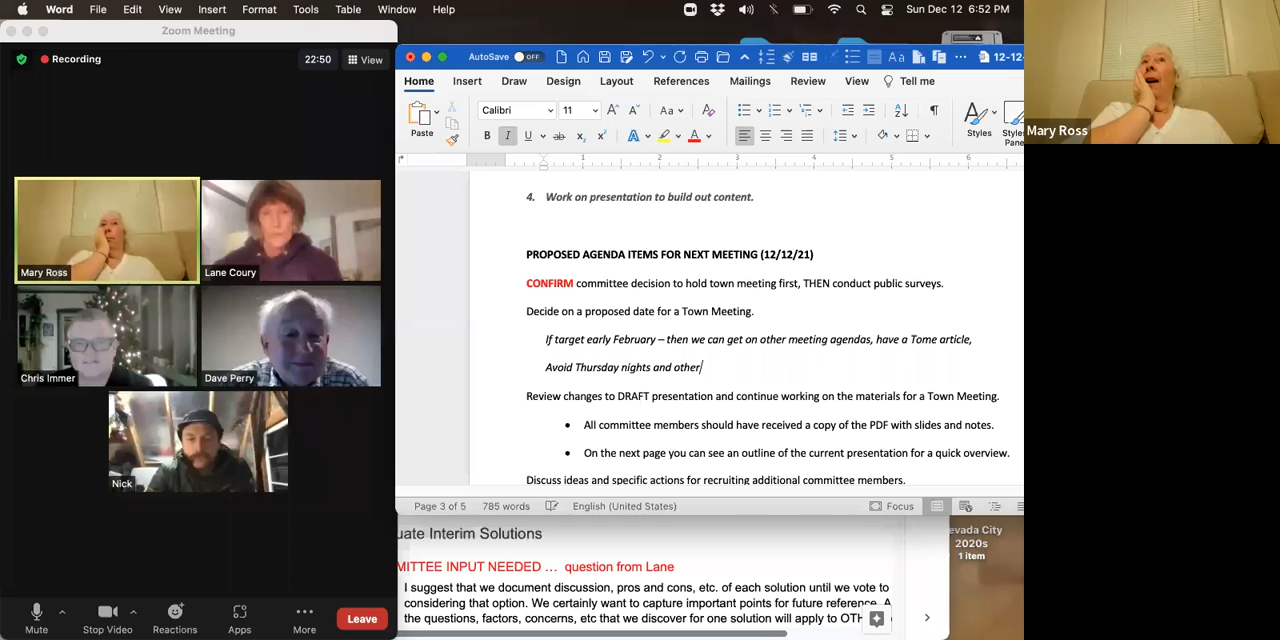 Word File Edit View Insert Format Tools Table Window Help Sun Dec 12 6:52 PM
Zoom Meeting
Recording 22:50 View
Mary Ross
Lane Coury
Chris Immer
Dave Perry
Nick
Mute Stop Video Reactions Apps More Leave
AutoSave OFF 12-12-
Home Insert Draw Design Layout References Mailings Review View Tell me
Paste Calibri 11 Aa Styles
B I U ab x₂ x² A A
1 2 3 4 5 6
4. Work on presentation to build out content.
PROPOSED AGENDA ITEMS FOR NEXT MEETING (12/12/21)
CONFIRM committee decision to hold town meeting first, THEN conduct public surveys.
Decide on a proposed date for a Town Meeting.
If target early February – then we can get on other meeting agendas, have a Tome article,
Avoid Thursday nights and other
Review changes to DRAFT presentation and continue working on the materials for a Town Meeting.
• All committee members should have received a copy of the PDF with slides and notes.
• On the next page you can see an outline of the current presentation for a quick overview.
Discuss ideas and specific actions for recruiting additional committee members.
Page 3 of 5 785 words English (United States) Focus
uate Interim Solutions
MITTEE INPUT NEEDED … question from Lane
I suggest that we document discussion, pros and cons, etc. of each solution until we vote to
considering that option. We certainly want to capture important points for future reference. A
the questions, factors, concerns, etc that we discover for one solution will apply to OTH
evada City
2020s
1 item
Mary Ross